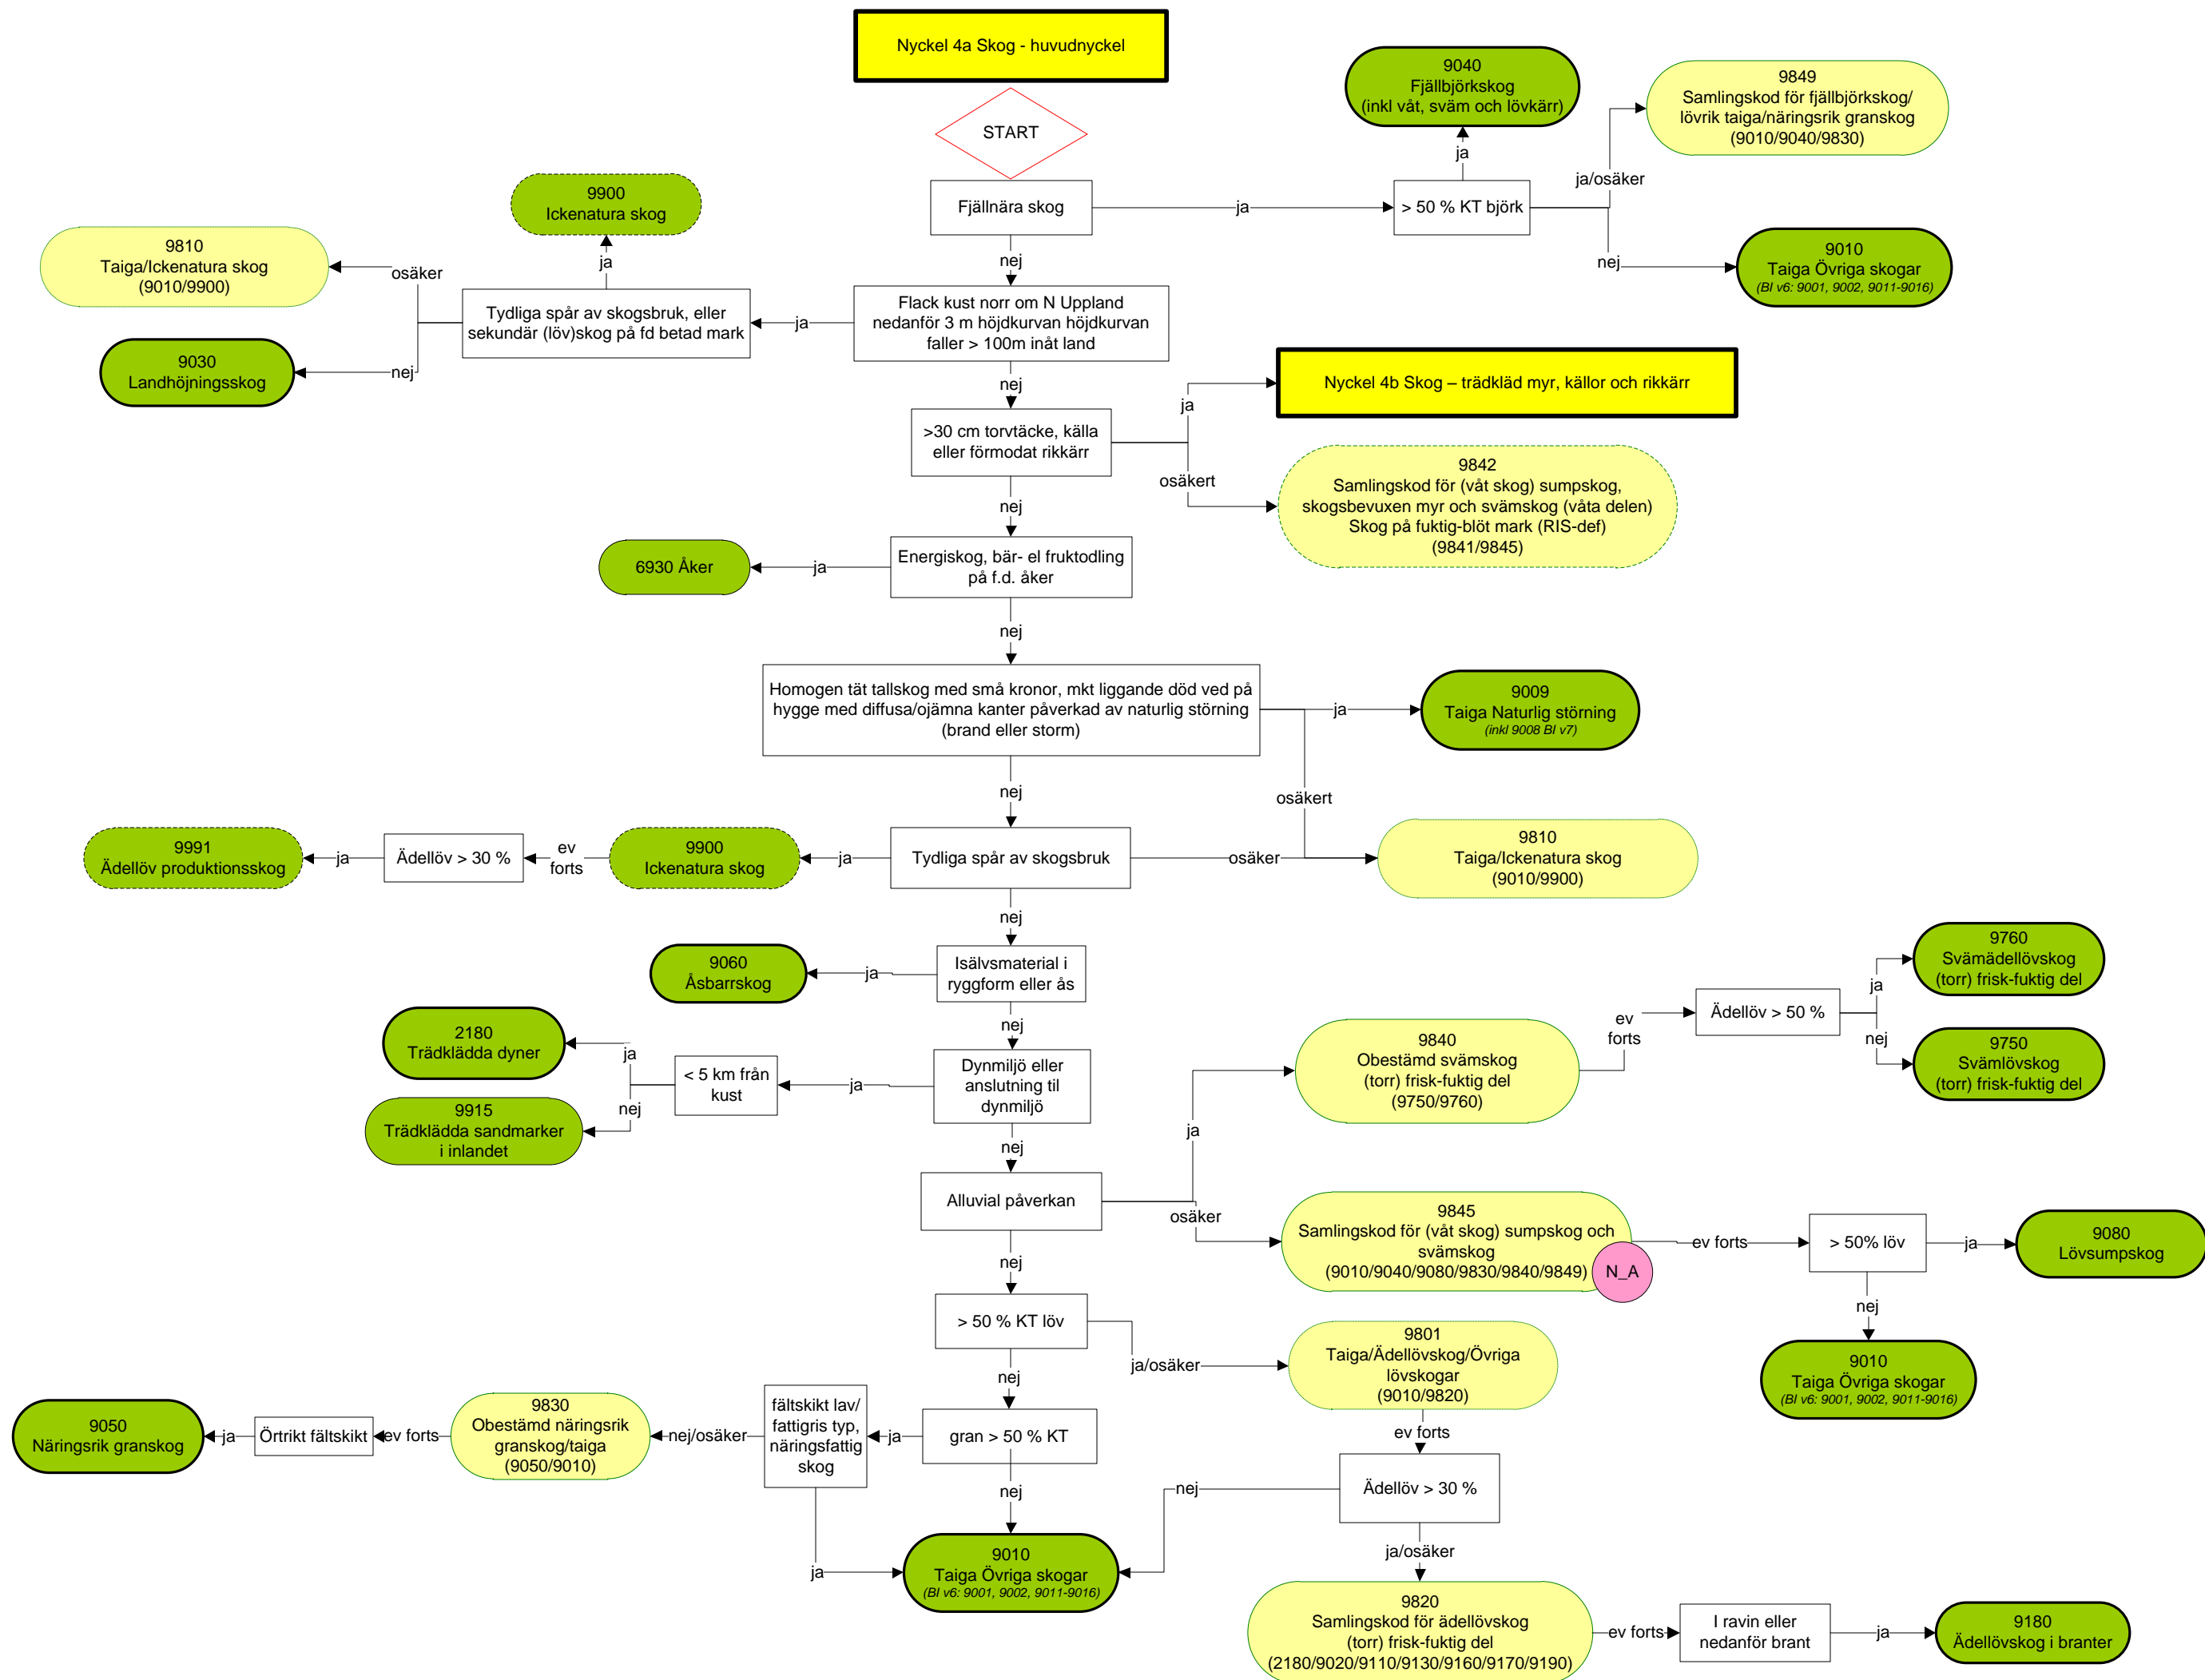 Nyckel 4a Skog - huvudnyckel
START
9040
Fjällbjörkskog
(inkl våt, sväm och lövkärr)
9849
Samlingskod för fjällbjörkskog/
lövrik taiga/näringsrik granskog
(9010/9040/9830)
ja
ja/osäker
Fjällnära skog
ja
> 50 % KT björk
nej
9010
Taiga Övriga skogar
(BI v6: 9001, 9002, 9011-9016)
nej
9900
Ickenatura skog
9810
Taiga/Ickenatura skog
(9010/9900)
osäker
ja
Tydliga spår av skogsbruk, eller
sekundär (löv)skog på fd betad mark
ja
Flack kust norr om N Uppland
nedanför 3 m höjdkurvan höjdkurvan
faller > 100m inåt land
9030
Landhöjningsskog
nej
nej
Nyckel 4b Skog – trädkläd myr, källor och rikkärr
ja
>30 cm torvtäcke, källa
eller förmodat rikkärr
osäkert
9842
Samlingskod för (våt skog) sumpskog,
skogsbevuxen myr och svämskog (våta delen)
Skog på fuktig-blöt mark (RIS-def)
(9841/9845)
nej
6930 Åker
ja
Energiskog, bär- el fruktodling
på f.d. åker
nej
Homogen tät tallskog med små kronor, mkt liggande död ved på
hygge med diffusa/ojämna kanter påverkad av naturlig störning
(brand eller storm)
ja
9009
Taiga Naturlig störning
(inkl 9008 BI v7)
nej
osäkert
9991
Ädellöv produktionsskog
ja
Ädellöv > 30 %
ev
forts
9900
Ickenatura skog
ja
Tydliga spår av skogsbruk
osäker
9810
Taiga/Ickenatura skog
(9010/9900)
nej
9060
Åsbarrskog
ja
Isälvsmaterial i
ryggform eller ås
nej
9760
Svämädellövskog
(torr) frisk-fuktig del
ja
Ädellöv > 50 %
ev
forts
nej
9750
Svämlövskog
(torr) frisk-fuktig del
2180
Trädklädda dyner
ja
< 5 km från
kust
nej
9915
Trädklädda sandmarker
i inlandet
ja
Dynmiljö eller
anslutning til
dynmiljö
9840
Obestämd svämskog
(torr) frisk-fuktig del
(9750/9760)
nej
ja
Alluvial påverkan
osäker
9845
Samlingskod för (våt skog) sumpskog och
svämskog
(9010/9040/9080/9830/9840/9849)
N_A
ev forts
> 50% löv
ja
9080
Lövsumpskog
nej
nej
> 50 % KT löv
ja/osäker
9801
Taiga/Ädellövskog/Övriga
lövskogar
(9010/9820)
9010
Taiga Övriga skogar
(BI v6: 9001, 9002, 9011-9016)
nej
ev forts
9050
Näringsrik granskog
ja
Örtrikt fältskikt
ev forts
9830
Obestämd näringsrik
granskog/taiga
(9050/9010)
nej/osäker
fältskikt lav/
fattigris typ,
näringsfattig
skog
ja
gran > 50 % KT
nej
nej
Ädellöv > 30 %
ja
9010
Taiga Övriga skogar
(BI v6: 9001, 9002, 9011-9016)
ja/osäker
9820
Samlingskod för ädellövskog
(torr) frisk-fuktig del
(2180/9020/9110/9130/9160/9170/9190)
ev forts
I ravin eller
nedanför brant
ja
9180
Ädellövskog i branter